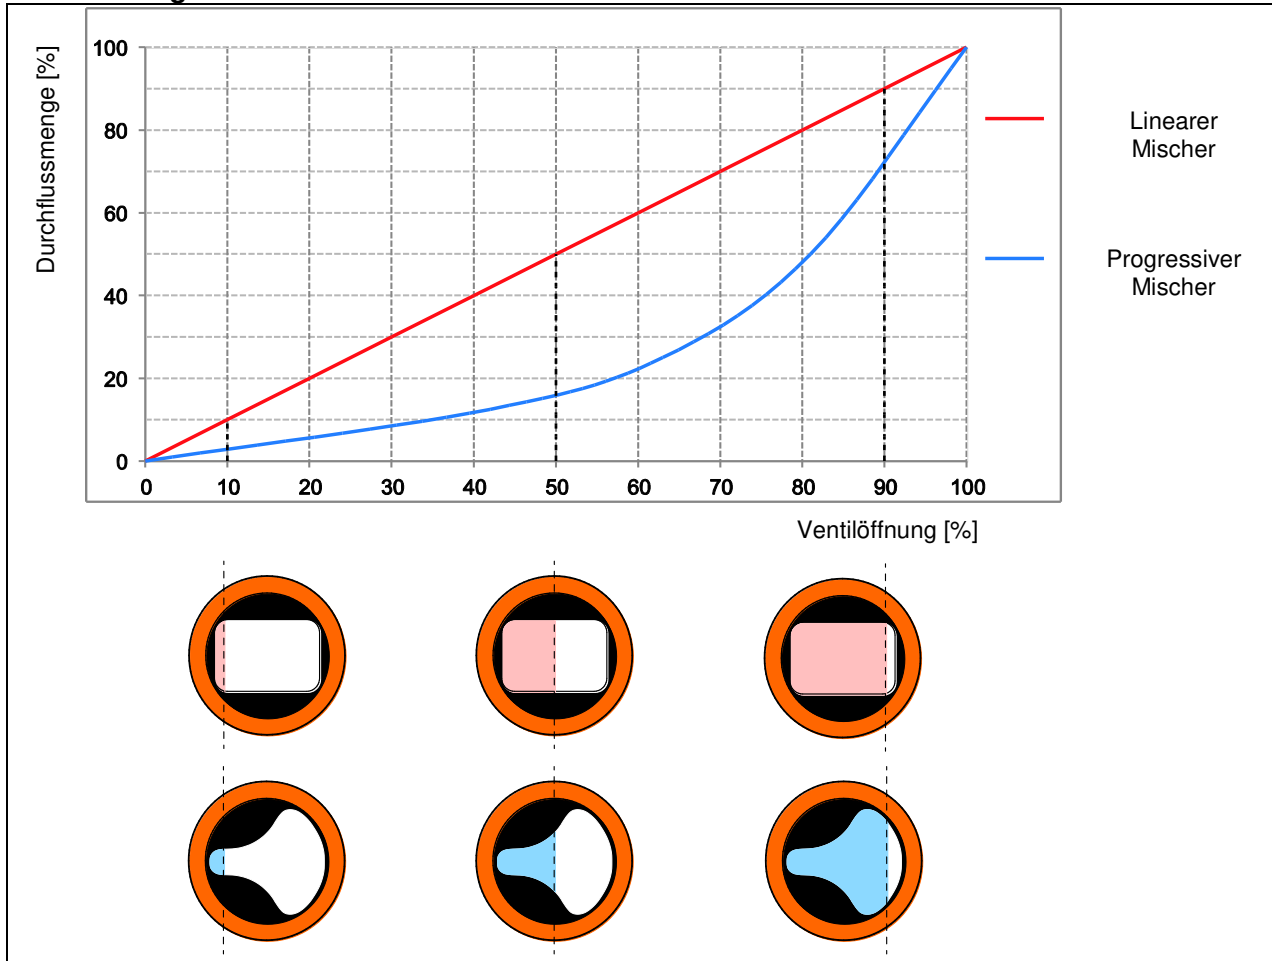 Durchflussmenge [%]
100
80
60
40
20
0
0 10 20 30 40 50 60 70 80 90 100
Ventilöffnung [%]
Linearer
Mischer
Progressiver
Mischer